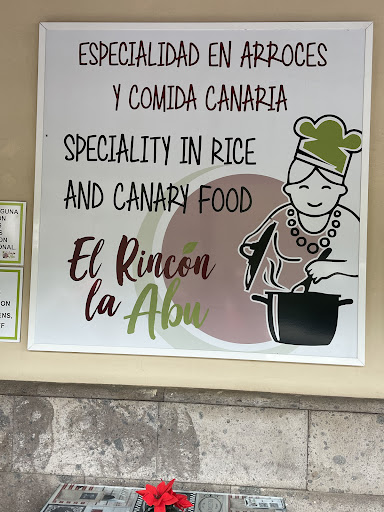 ESPECIALIDAD EN ARROCES
Y COMIDA CANARIA
SPECIALITY IN RICE
AND CANARY FOOD
El Rincón
la Abu